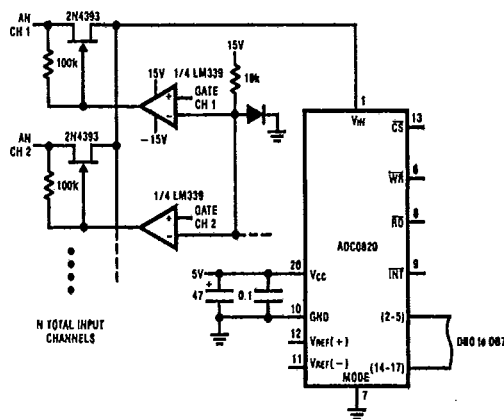 AN
CH 1
2N4393
100k
15V
1/4 LM339
+
GATE
CH 1
−
−15V
15V
10k
1
VIN
CS
13
AN
CH 2
2N4393
100k
1/4 LM339
+
GATE
CH 2
−
WR
6
RD
8
ADC0820
INT
9
5V
20
VCC
+
47
0.1
10
GND
12
VREF(+)
11
VREF(−)
(2-5)
(14-17)
DB0 to DB7
MODE
7
N TOTAL INPUT
CHANNELS